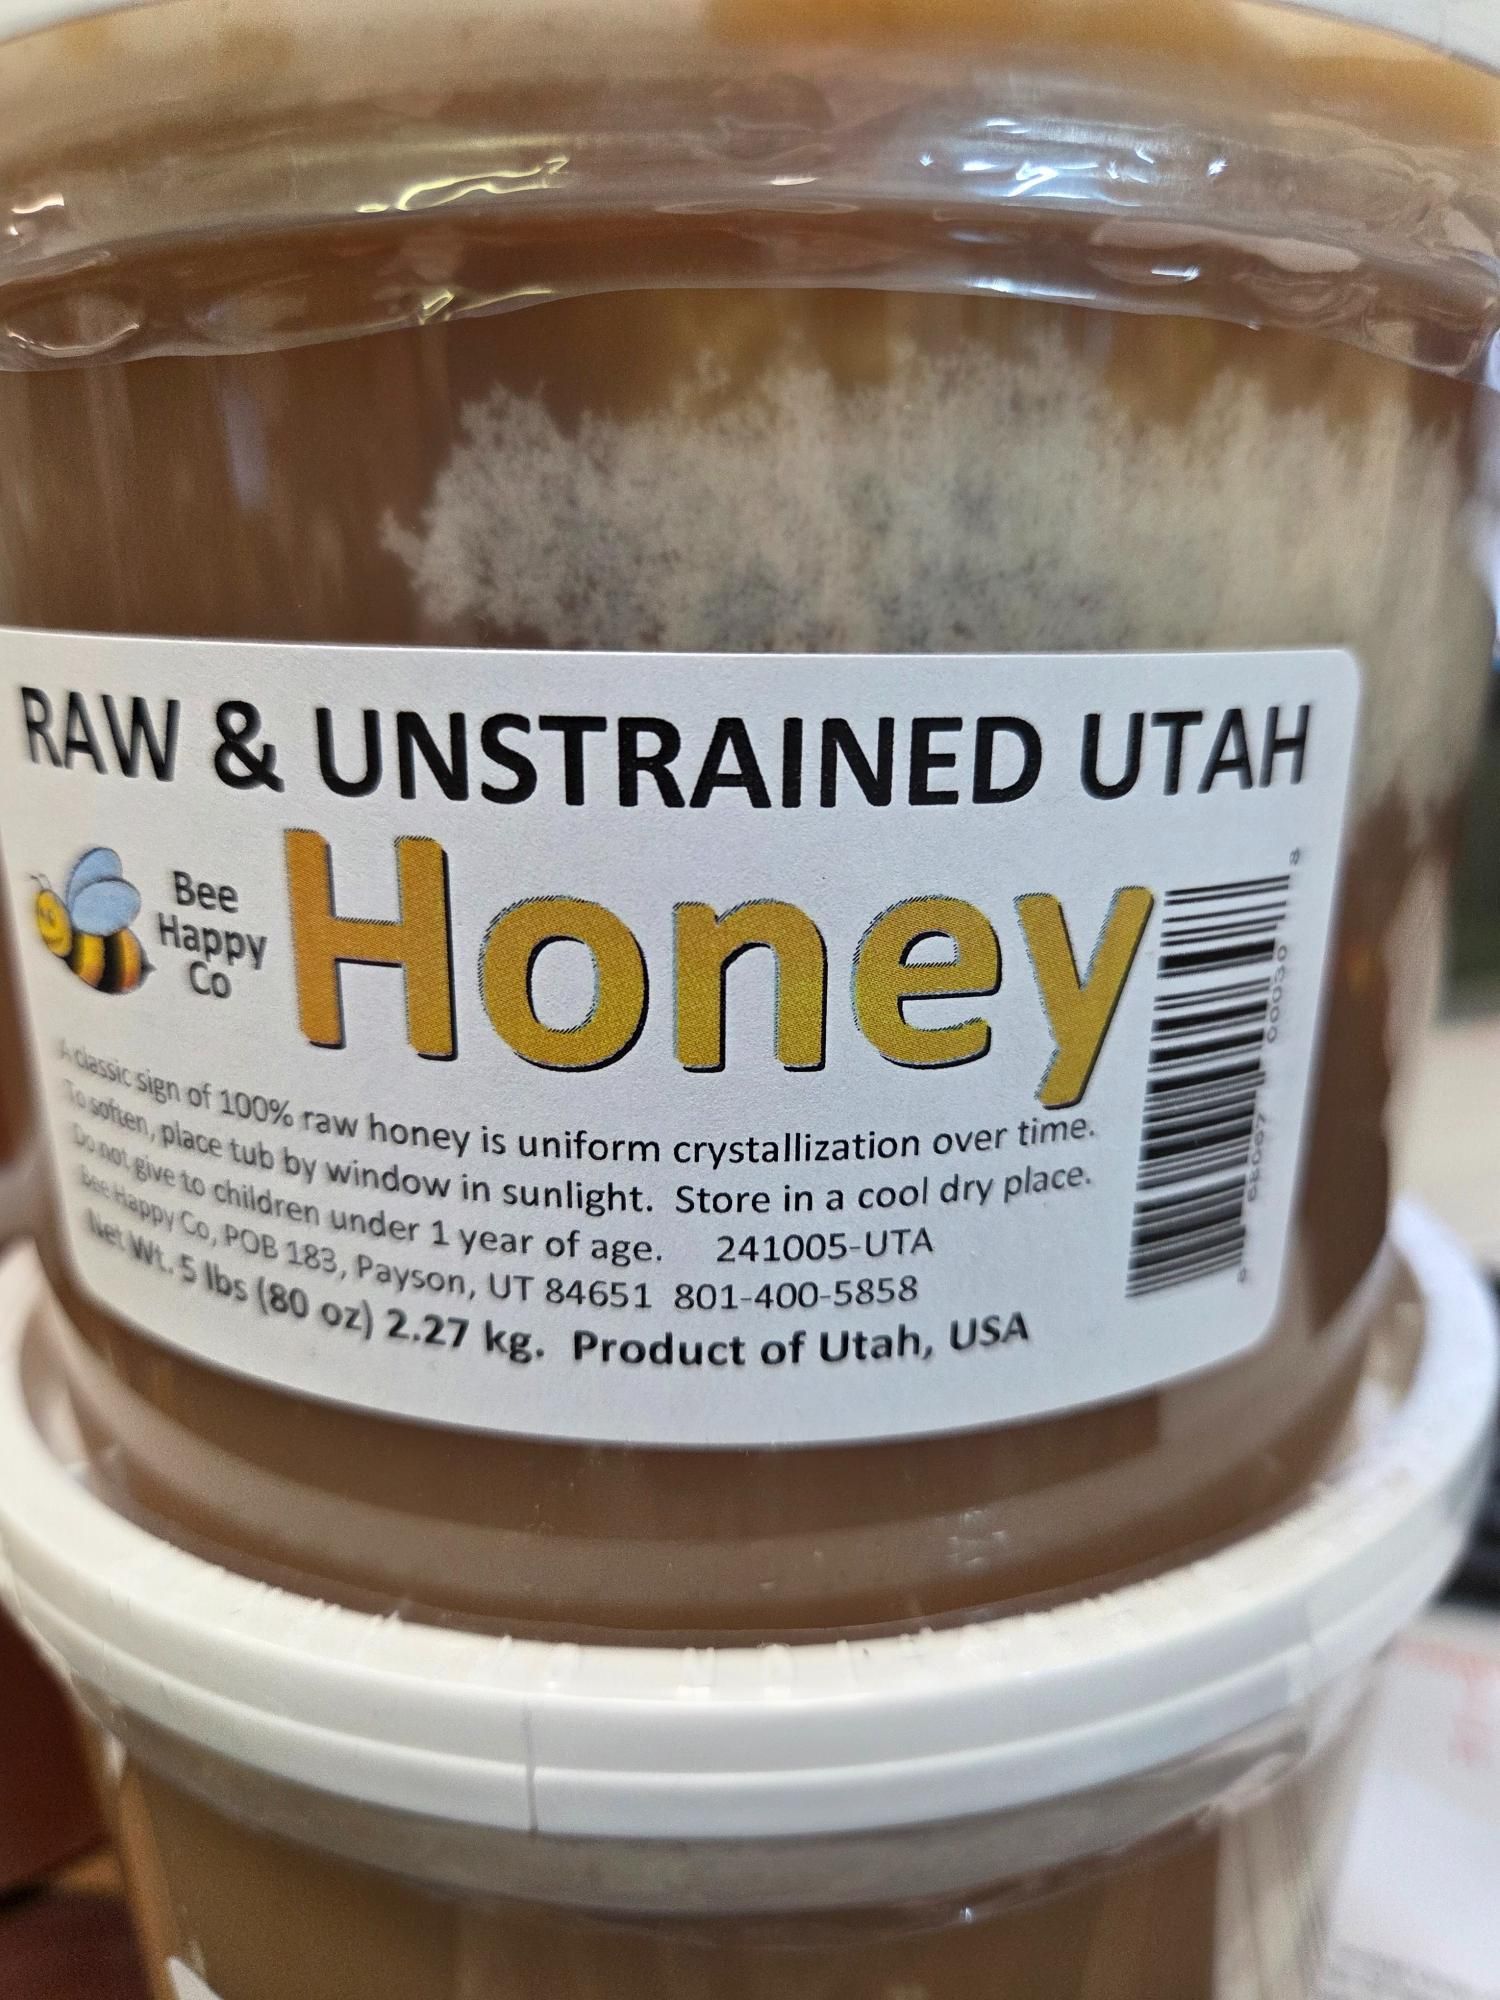 RAW & UNSTRAINED UTAH
Bee
Happy
Co
Honey
A classic sign of 100% raw honey is uniform crystallization over time.
To soften, place tub by window in sunlight. Store in a cool dry place.
Do not give to children under 1 year of age. 241005-UTA
Bee Happy Co, POB 183, Payson, UT 84651 801-400-5858
Net Wt. 5 lbs (80 oz) 2.27 kg. Product of Utah, USA